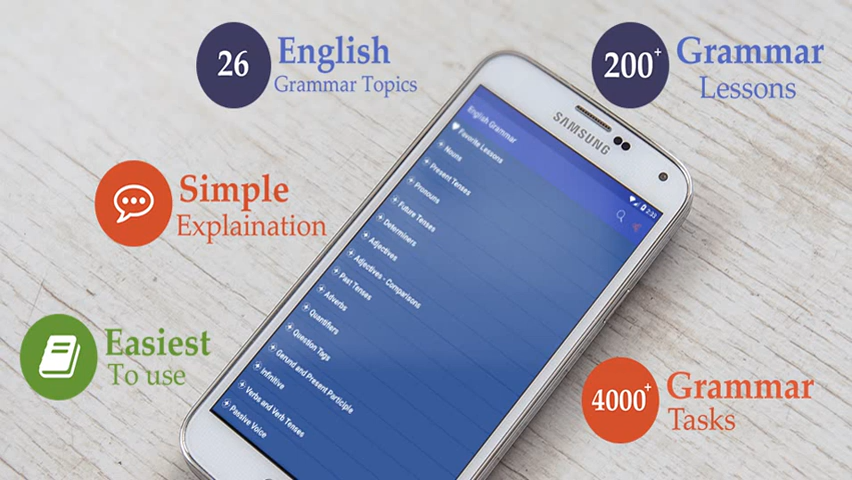 26
English
Grammar Topics
200+
Grammar
Lessons
Simple
Explaination
Easiest
To use
4000+
Grammar
Tasks
SAMSUNG
2:32
English Grammar
Favorite Lessons
Nouns
Present Tenses
Pronouns
Future Tenses
Determiners
Adjectives
Adjectives - Comparisons
Past Tenses
Adverbs
Quantifiers
Question Tags
Gerund and Present Participle
Infinitive
Verbs and Verb Tenses
Passive Voice